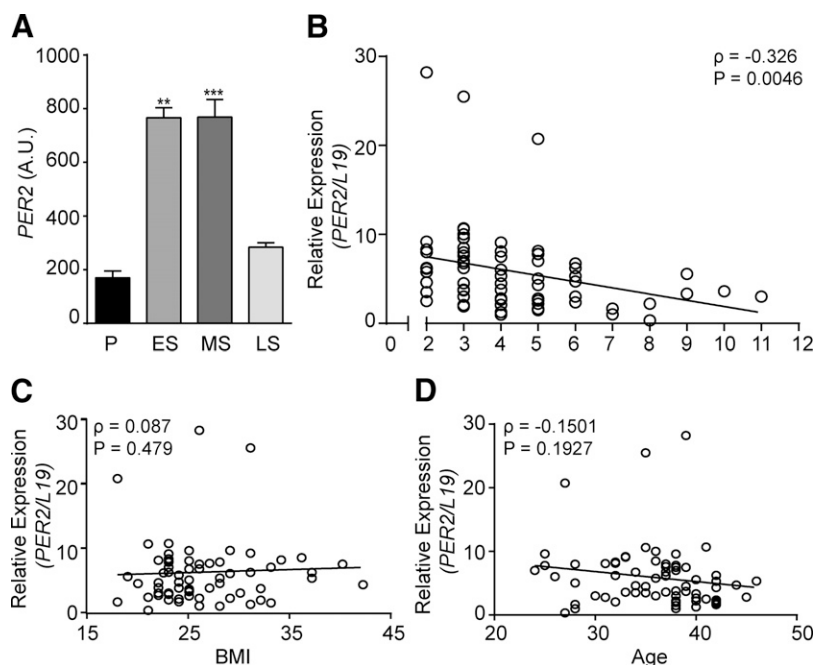 A
1000
800
600
400
200
0
PER2 (A.U.)
** ***
P ES MS LS
B
30
20
10
0
Relative Expression
(PER2/L19)
ρ = -0.326
P = 0.0046
0 2 3 4 5 6 7 8 9 10 11 12
C
30
20
10
0
Relative Expression
(PER2/L19)
ρ = 0.087
P = 0.479
15 25 35 45
BMI
D
30
20
10
0
Relative Expression
(PER2/L19)
ρ = -0.1501
P = 0.1927
20 30 40 50
Age